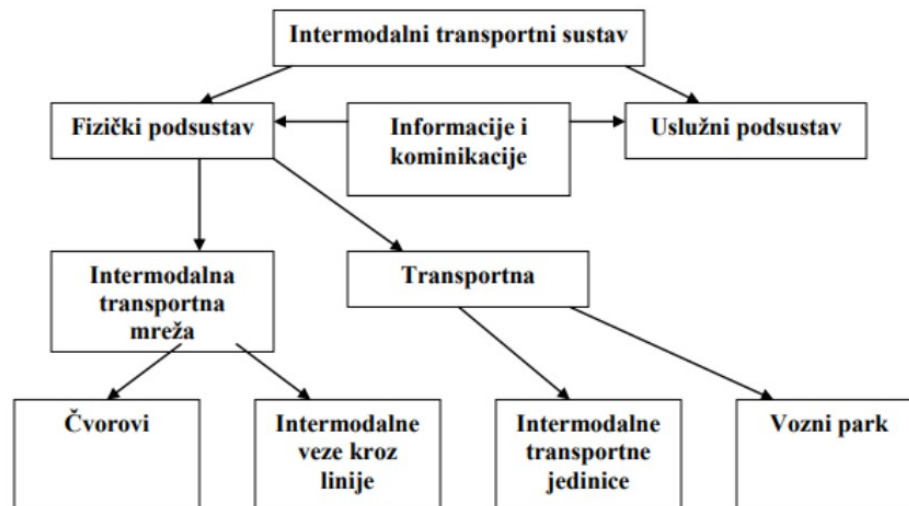 Intermodalni transportni sustav
Fizički podsustav
Informacije i
kominikacije
Uslužni podsustav
Intermodalna
transportna
mreža
Transportna
Čvorovi
Intermodalne
veze kroz
linije
Intermodalne
transportne
jedinice
Vozni park